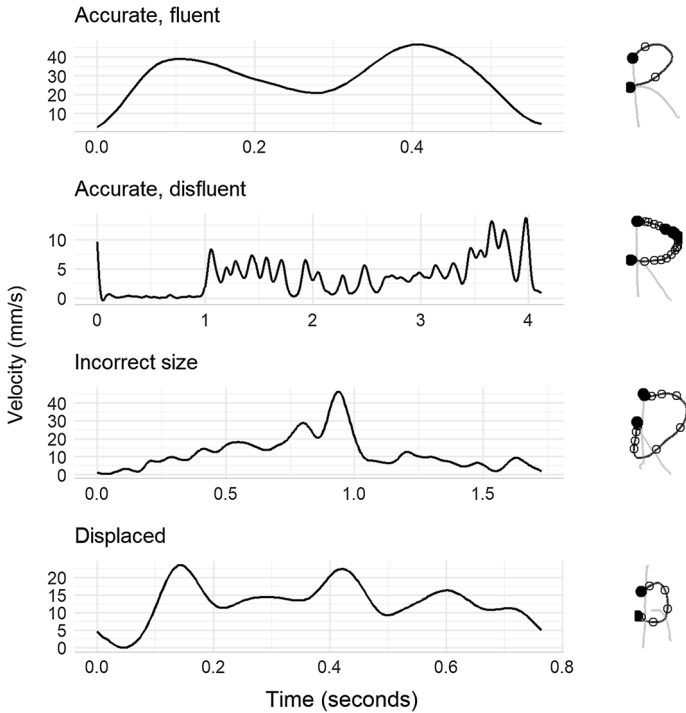 Accurate, fluent
40
30
20
10
0.0 0.2 0.4
Accurate, disfluent
10
5
0
0 1 2 3 4
Incorrect size
40
30
20
10
0
0.0 0.5 1.0 1.5
Displaced
20
15
10
5
0
0.0 0.2 0.4 0.6 0.8
Velocity (mm/s)
Time (seconds)